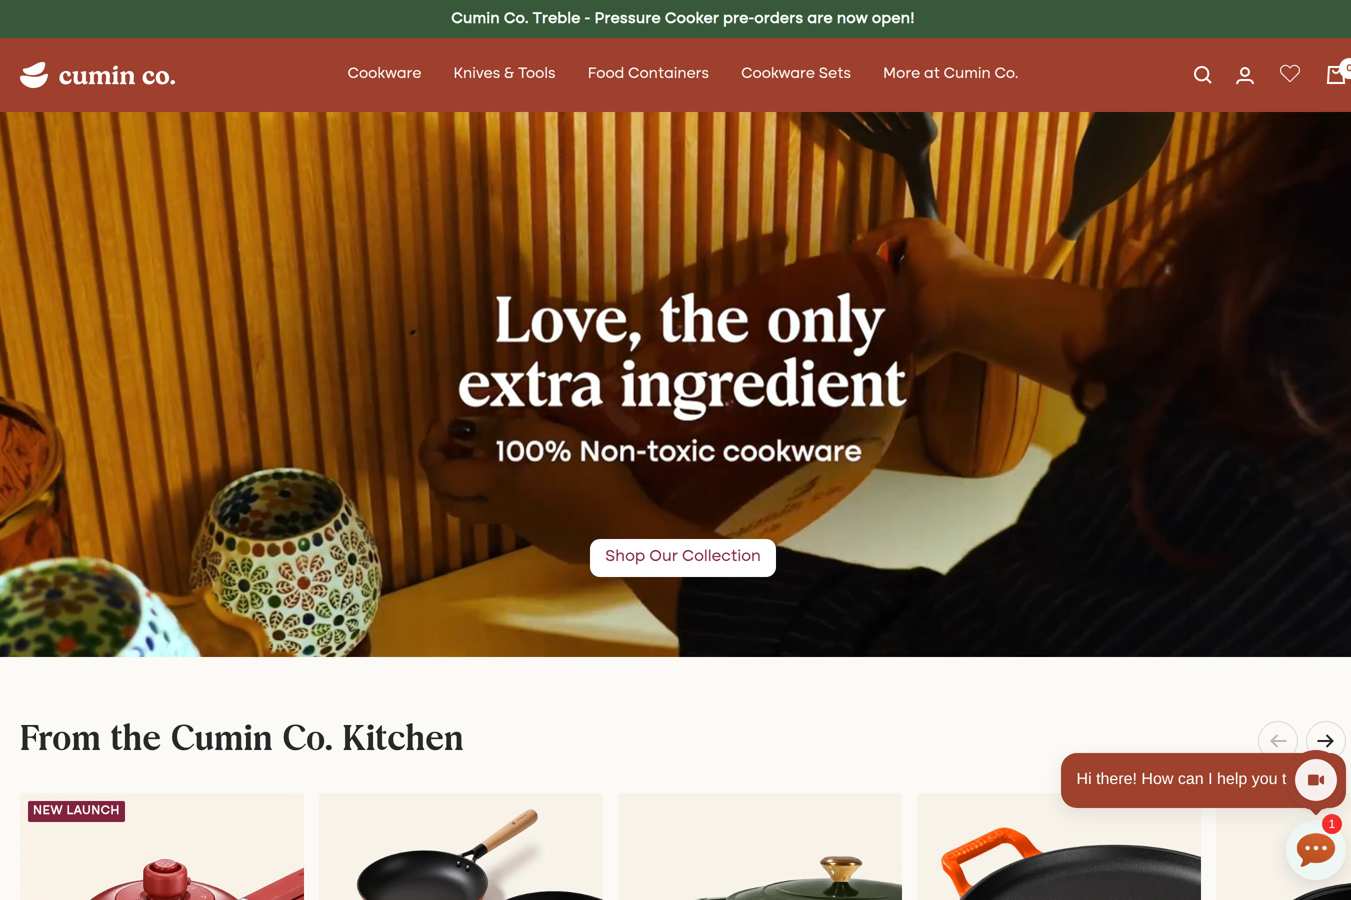 Cumin Co. Treble - Pressure Cooker pre-orders are now open!
cumin co.
Cookware
Knives & Tools
Food Containers
Cookware Sets
More at Cumin Co.
Love, the only
extra ingredient
100% Non-toxic cookware
Shop Our Collection
From the Cumin Co. Kitchen
Hi there! How can I help you t
1
NEW LAUNCH